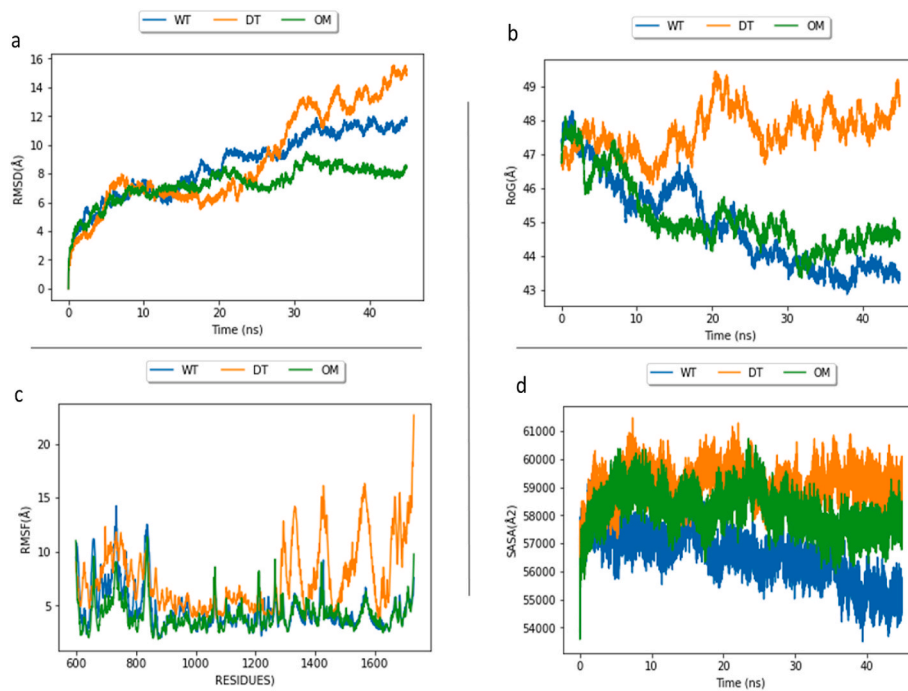 a
WT DT OM
16
14
12
10
8
6
4
2
0
RMSD(Å)
0 10 20 30 40
Time (ns)
b
WT DT OM
49
48
47
46
45
44
43
RoG(Å)
0 10 20 30 40
Time (ns)
c
WT DT OM
20
15
10
5
RMSF(Å)
600 800 1000 1200 1400 1600
RESIDUES)
d
WT DT OM
61000
60000
59000
58000
57000
56000
55000
54000
SASA(Å2)
0 10 20 30 40
Time (ns)